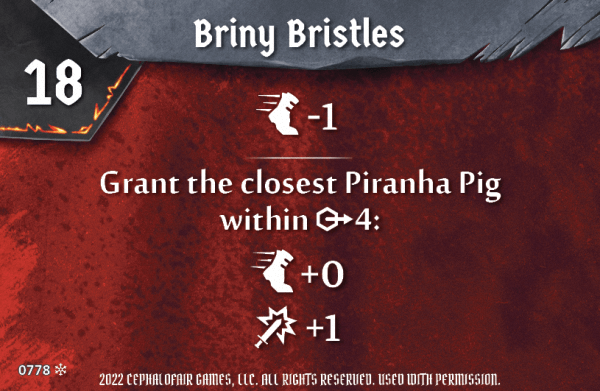 Briny Bristles
18
-1
Grant the closest Piranha Pig
within 4:
+0
+1
0778
2022 CEPHALOFAIR GAMES, LLC. ALL RIGHTS RESERVED. USED WITH PERMISSION.